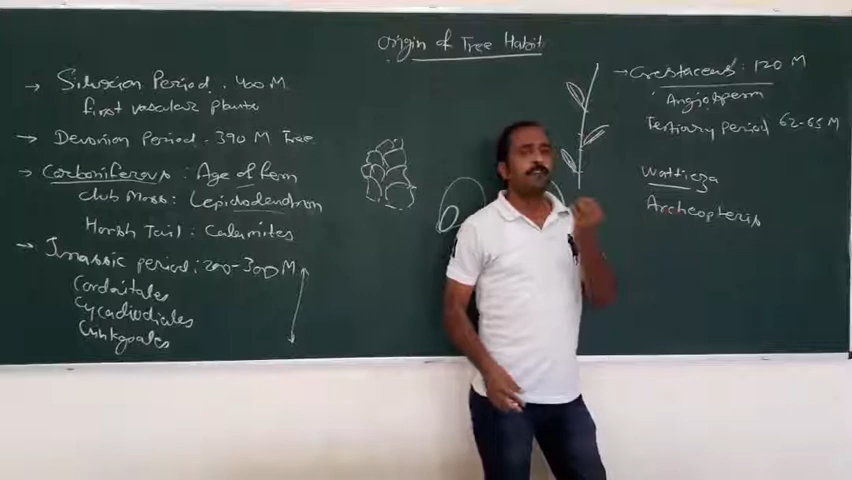 Origin of Tree Habit
→ Silurian Period. 400 M
first vascular plants
→ Devonian Period. 390 M Tree
→ Carboniferous : Age of fern
club Moss : Lepidodendron
Horsh Tail : Calamites
→ Jurassic period : 200-300 M
Cordaitales
Cycadiodiales
Ginkgoales
→ Crestaceous : 120 M
Angiosperm
Tertiary period 62-65 M
Wattieza
Archeopteris